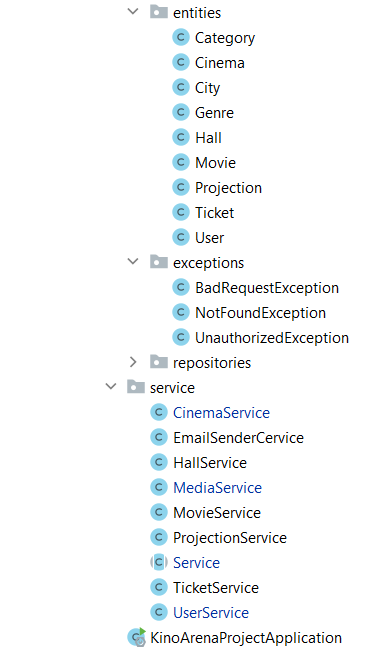 entities
Category
Cinema
City
Genre
Hall
Movie
Projection
Ticket
User
exceptions
BadRequestException
NotFoundException
UnauthorizedException
repositories
service
CinemaService
EmailSenderCervice
HallService
MediaService
MovieService
ProjectionService
Service
TicketService
UserService
KinoArenaProjectApplication